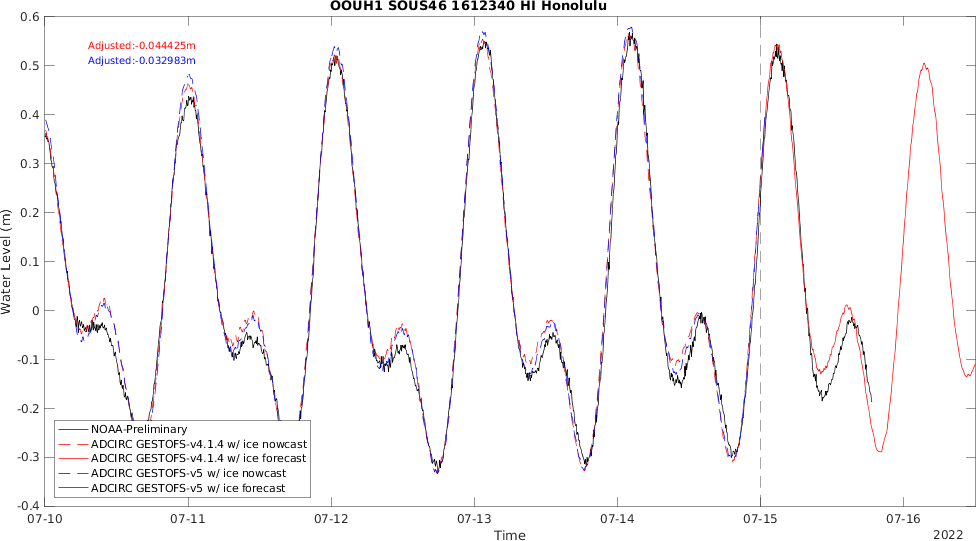 OOUH1 SOUS46 1612340 HI Honolulu
Adjusted:-0.044425m
Adjusted:-0.032983m
Water Level (m)
0.6
0.5
0.4
0.3
0.2
0.1
0
-0.1
-0.2
-0.3
-0.4
NOAA-Preliminary
ADCIRC GESTOFS-v4.1.4 w/ ice nowcast
ADCIRC GESTOFS-v4.1.4 w/ ice forecast
ADCIRC GESTOFS-v5 w/ ice nowcast
ADCIRC GESTOFS-v5 w/ ice forecast
07-10 07-11 07-12 07-13 07-14 07-15 07-16
Time
2022